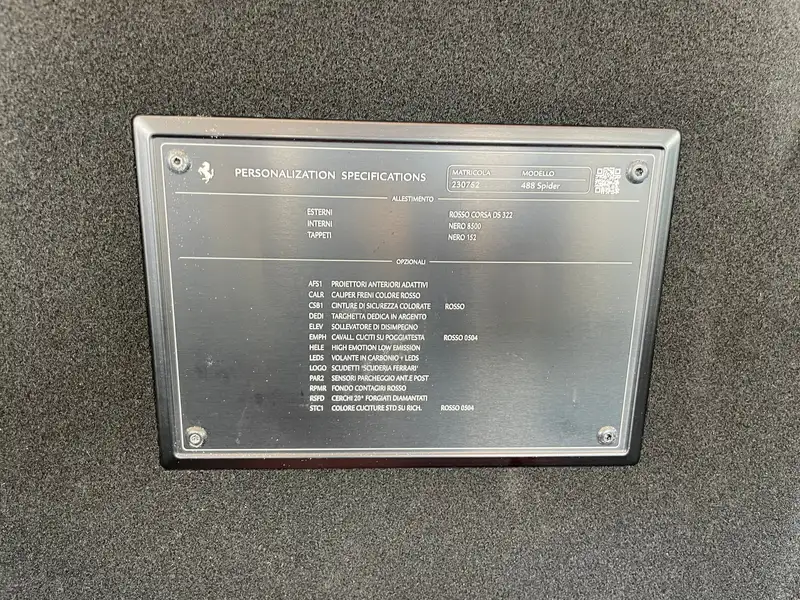 PERSONALIZATION SPECIFICATIONS
MATRICOLA MODELLO
230762 488 Spider
ALLESTIMENTO
ESTERNI ROSSO CORSA DS 322
INTERNI NERO 8500
TAPPETI NERO 152
OPZIONALI
AFS1 PROIETTORI ANTERIORI ADATTIVI
CALR CALIPER FRENI COLORE ROSSO
CSB1 CINTURE DI SICUREZZA COLORATE ROSSO
DEDI TARGHETTA DEDICA IN ARGENTO
ELEV SOLLEVATORE DI DISIMPEGNO
EMPH CAVALL. CUCITI SU POGGIATESTA ROSSO 0504
HELE HIGH EMOTION LOW EMISSION
LEDS VOLANTE IN CARBONIO + LEDS
LOGO SCUDETTI "SCUDERIA FERRARI"
PAR2 SENSORI PARCHEGGIO ANT.E POST
RPMR FONDO CONTAGIRI ROSSO
RSFD CERCHI 20" FORGIATI DIAMANTATI
STC1 COLORE CUCITURE STD SU RICH. ROSSO 0504